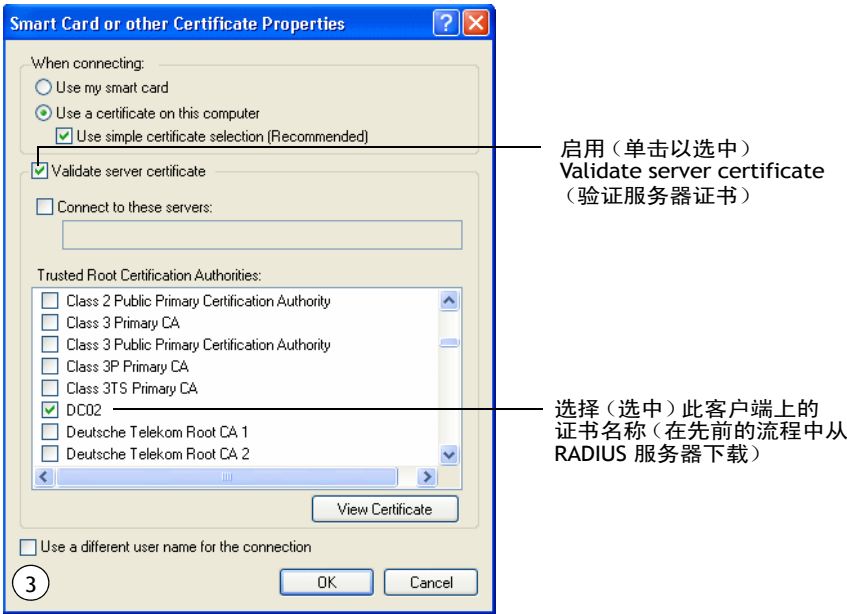 Smart Card or other Certificate Properties
When connecting:
Use my smart card
Use a certificate on this computer
Use simple certificate selection (Recommended)
启用（单击以选中）
Validate server certificate
（验证服务器证书）
Validate server certificate
Connect to these servers:
Trusted Root Certification Authorities:
Class 2 Public Primary Certification Authority
Class 3 Primary CA
Class 3 Public Primary Certification Authority
Class 3P Primary CA
Class 3TS Primary CA
DC02
Deutsche Telekom Root CA 1
Deutsche Telekom Root CA 2
选择（选中）此客户端上的
证书名称（在先前的流程中从
RADIUS 服务器下载）
View Certificate
Use a different user name for the connection
3
OK
Cancel